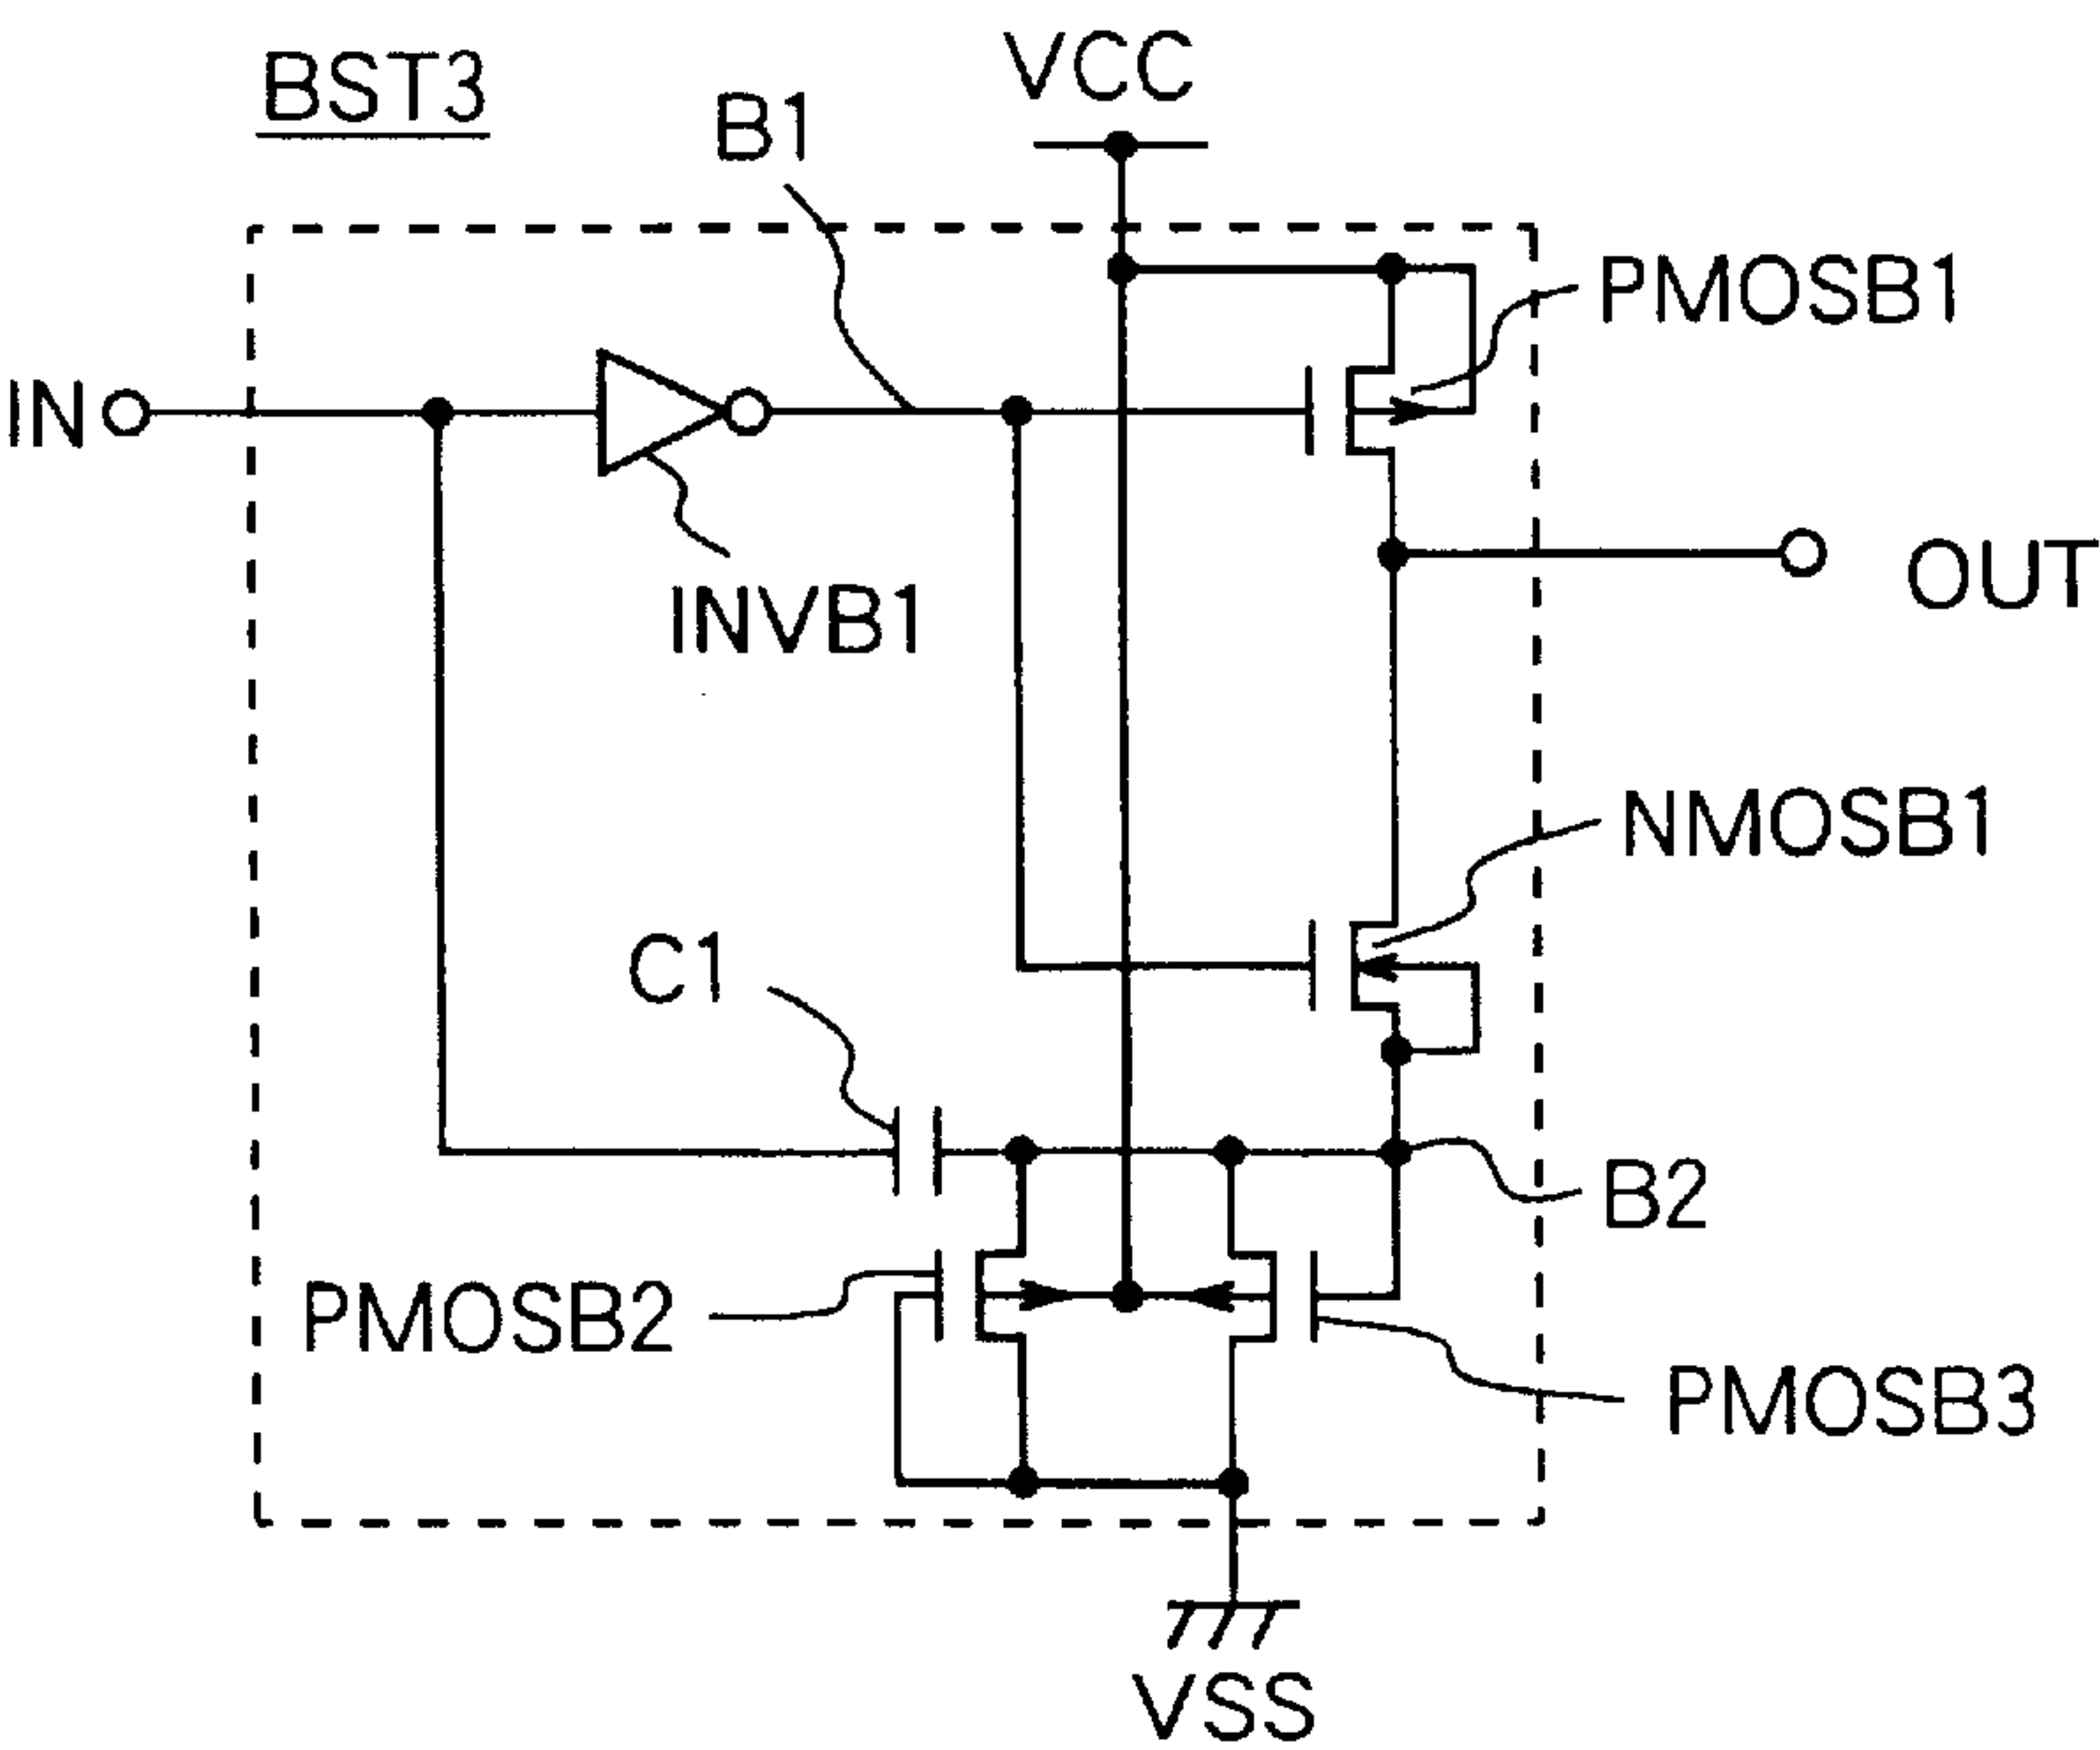 BST3
VCC
B1
PMOSB1
IN
INVB1
OUT
NMOSB1
C1
B2
PMOSB2
PMOSB3
VSS